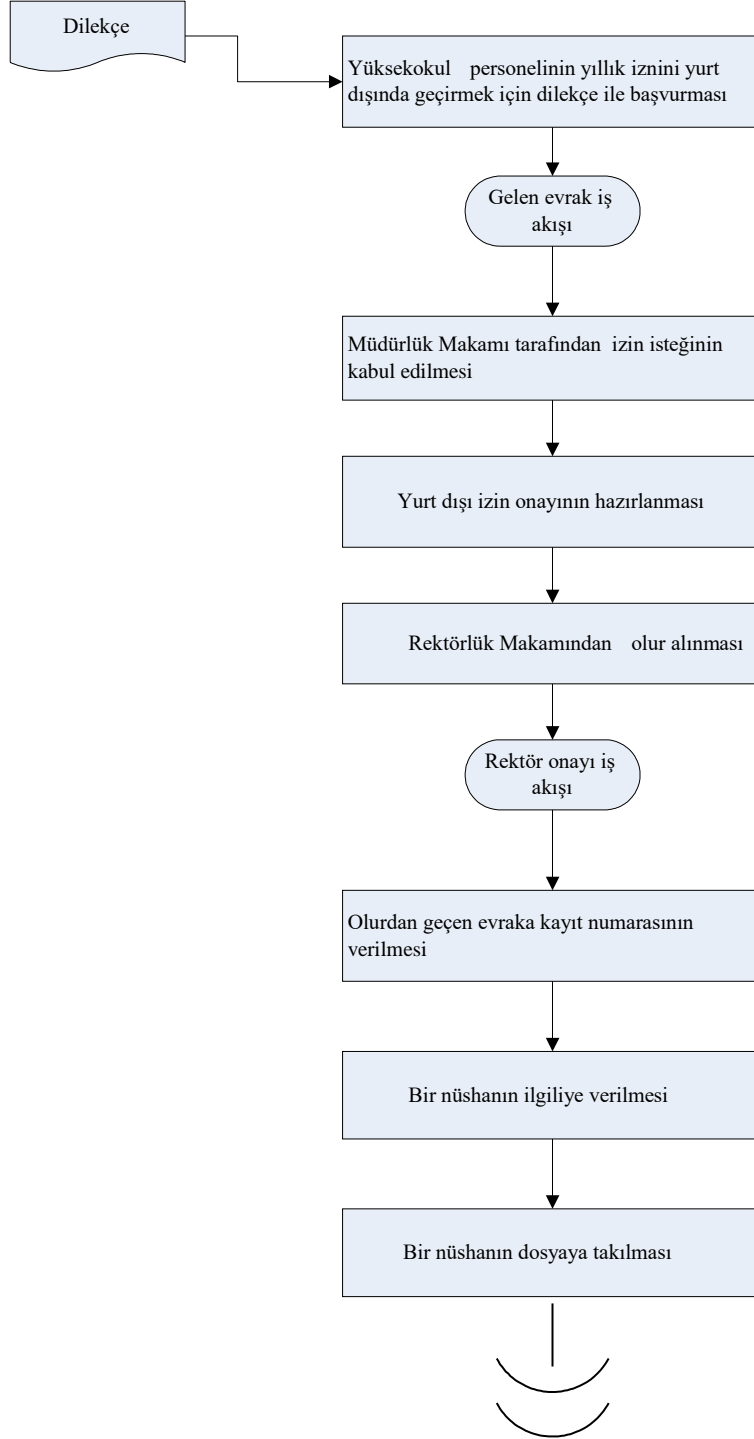 Dilekçe
Yüksekokul personelinin yıllık iznini yurt
dışında geçirmek için dilekçe ile başvurması
Gelen evrak iş
akışı
Müdürlük Makamı tarafından izin isteğinin
kabul edilmesi
Yurt dışı izin onayının hazırlanması
Rektörlük Makamından olur alınması
Rektör onayı iş
akışı
Olurdan geçen evraka kayıt numarasının
verilmesi
Bir nüshanın ilgiliye verilmesi
Bir nüshanın dosyaya takılması